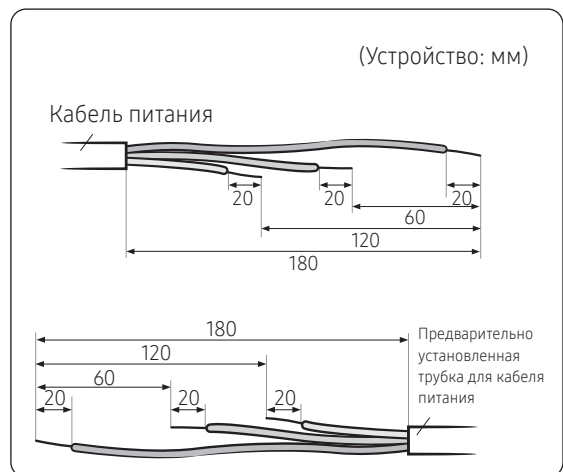 (Устройство: мм)
Кабель питания
20
20
20
60
120
180
180
120
60
20
20
20
Предварительно
установленная
трубка для кабеля
питания